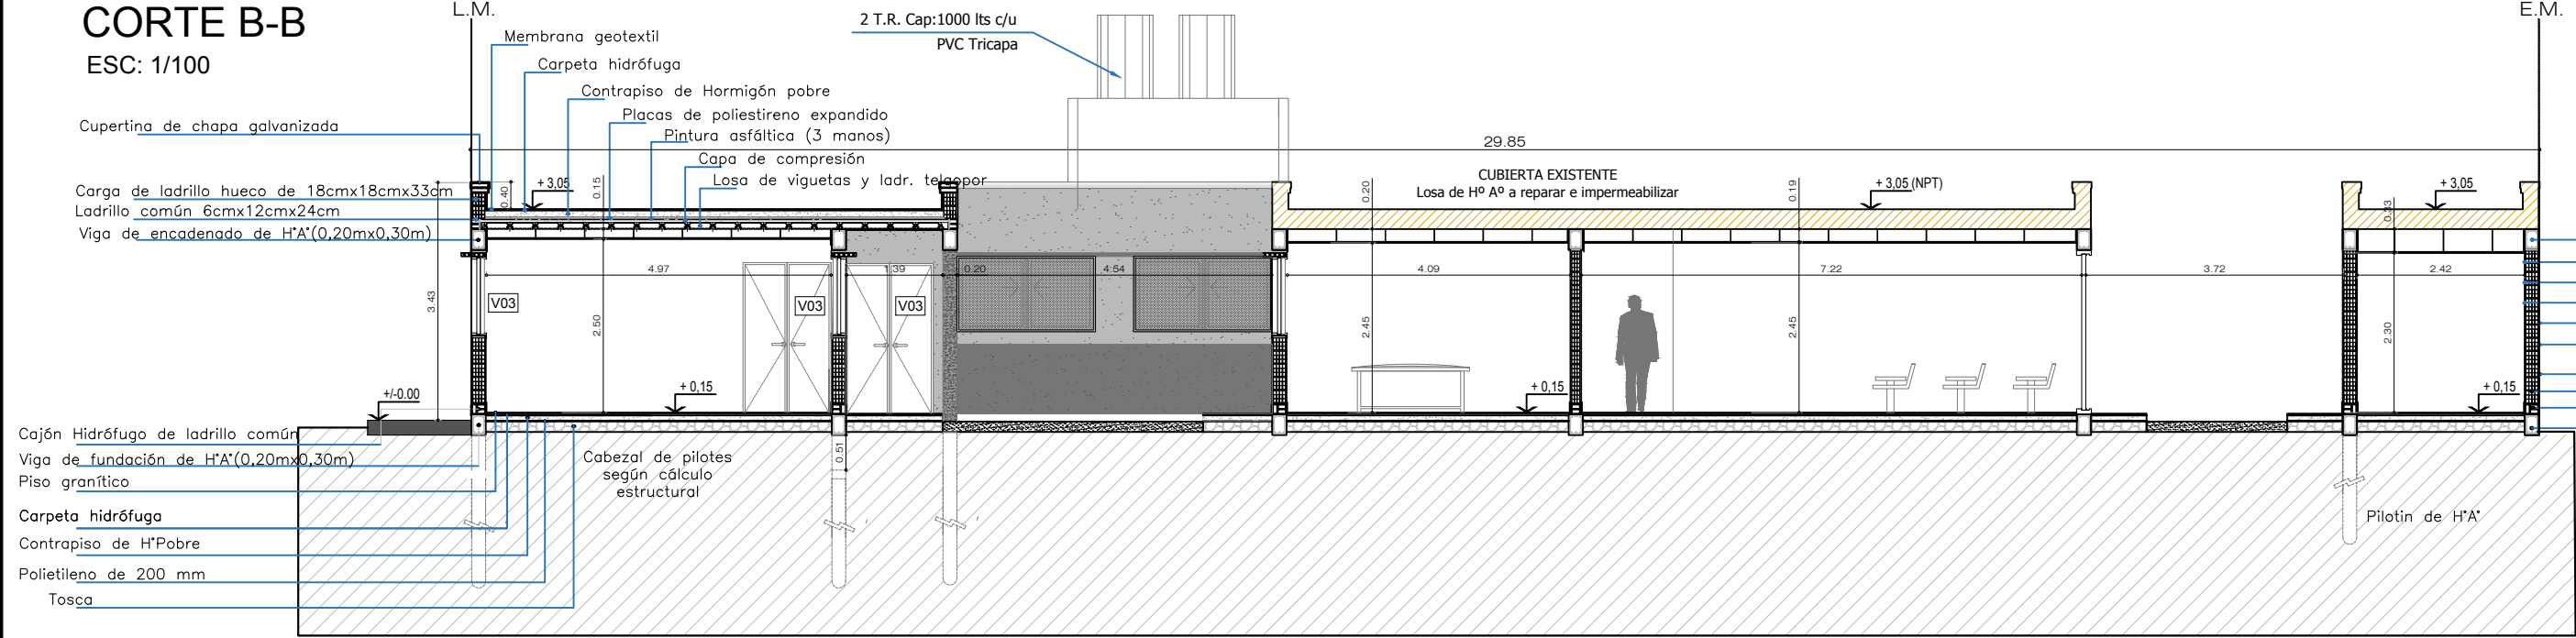 CORTE B-B
ESC: 1/100
L.M.
E.M.
2 T.R. Cap:1000 lts c/u
PVC Tricapa
Membrana geotextil
Carpeta hidrófuga
Contrapiso de Hormigón pobre
Placas de poliestireno expandido
Pintura asfáltica (3 manos)
Capa de compresión
Losa de viguetas y ladr. telgopor
Cupertina de chapa galvanizada
Carga de ladrillo hueco de 18cmx18cmx33cm
Ladrillo común 6cmx12cmx24cm
Viga de encadenado de H°A°(0,20mx0,30m)
29.85
CUBIERTA EXISTENTE
Losa de Hº Aº a reparar e impermeabilizar
0.40
+ 3,05
0.15
0.20
0.19
+ 3,05 (NPT)
+ 3,05
0.33
4.97
1.39
0.20
4.54
4.09
7.22
3.72
2.42
V03
V03
V03
3.43
2.50
2.45
2.45
2.30
+/-0.00
+ 0,15
+ 0,15
+ 0,15
Cajón Hidrófugo de ladrillo común
Viga de fundación de H°A°(0,20mx0,30m)
Piso granítico
Carpeta hidrófuga
Contrapiso de H°Pobre
Polietileno de 200 mm
Tosca
Cabezal de pilotes
según cálculo
estructural
0.51
Pilotin de H°A°